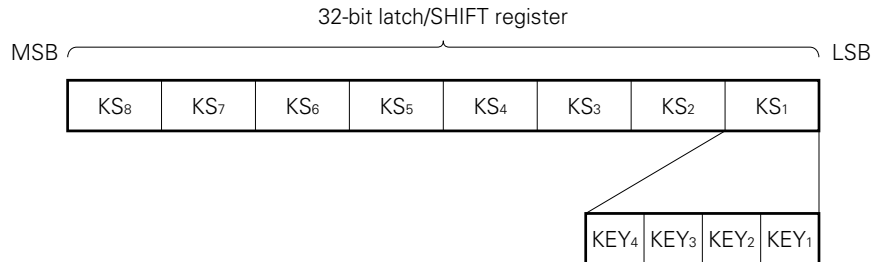 32-bit latch/SHIFT register
MSB LSB
KS₈ KS₇ KS₆ KS₅ KS₄ KS₃ KS₂ KS₁
KEY₄ KEY₃ KEY₂ KEY₁